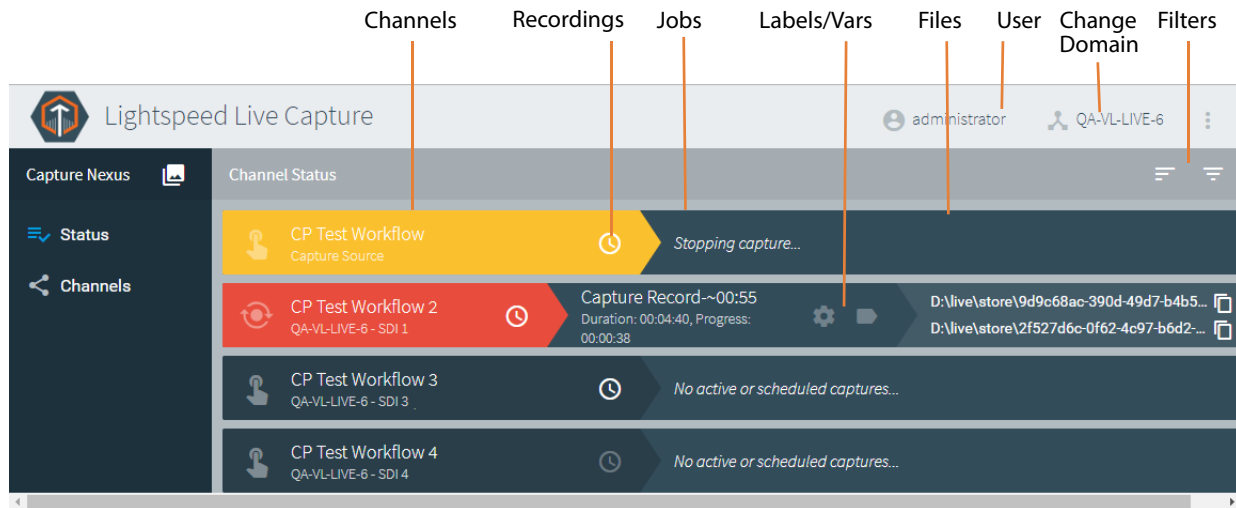 Channels Recordings Jobs Labels/Vars Files User Change Domain Filters
Lightspeed Live Capture
administrator
QA-VL-LIVE-6
Capture Nexus
Channel Status
Status
Channels
CP Test Workflow
Capture Source
Stopping capture...
CP Test Workflow 2
QA-VL-LIVE-6 - SDI 1
Capture Record-~00:55
Duration: 00:04:40, Progress:
00:00:38
D:\live\store\9d9c68ac-390d-49d7-b4b5...
D:\live\store\2f527d6c-0f62-4c97-b6d2-...
CP Test Workflow 3
QA-VL-LIVE-6 - SDI 3
No active or scheduled captures...
CP Test Workflow 4
QA-VL-LIVE-6 - SDI 4
No active or scheduled captures...